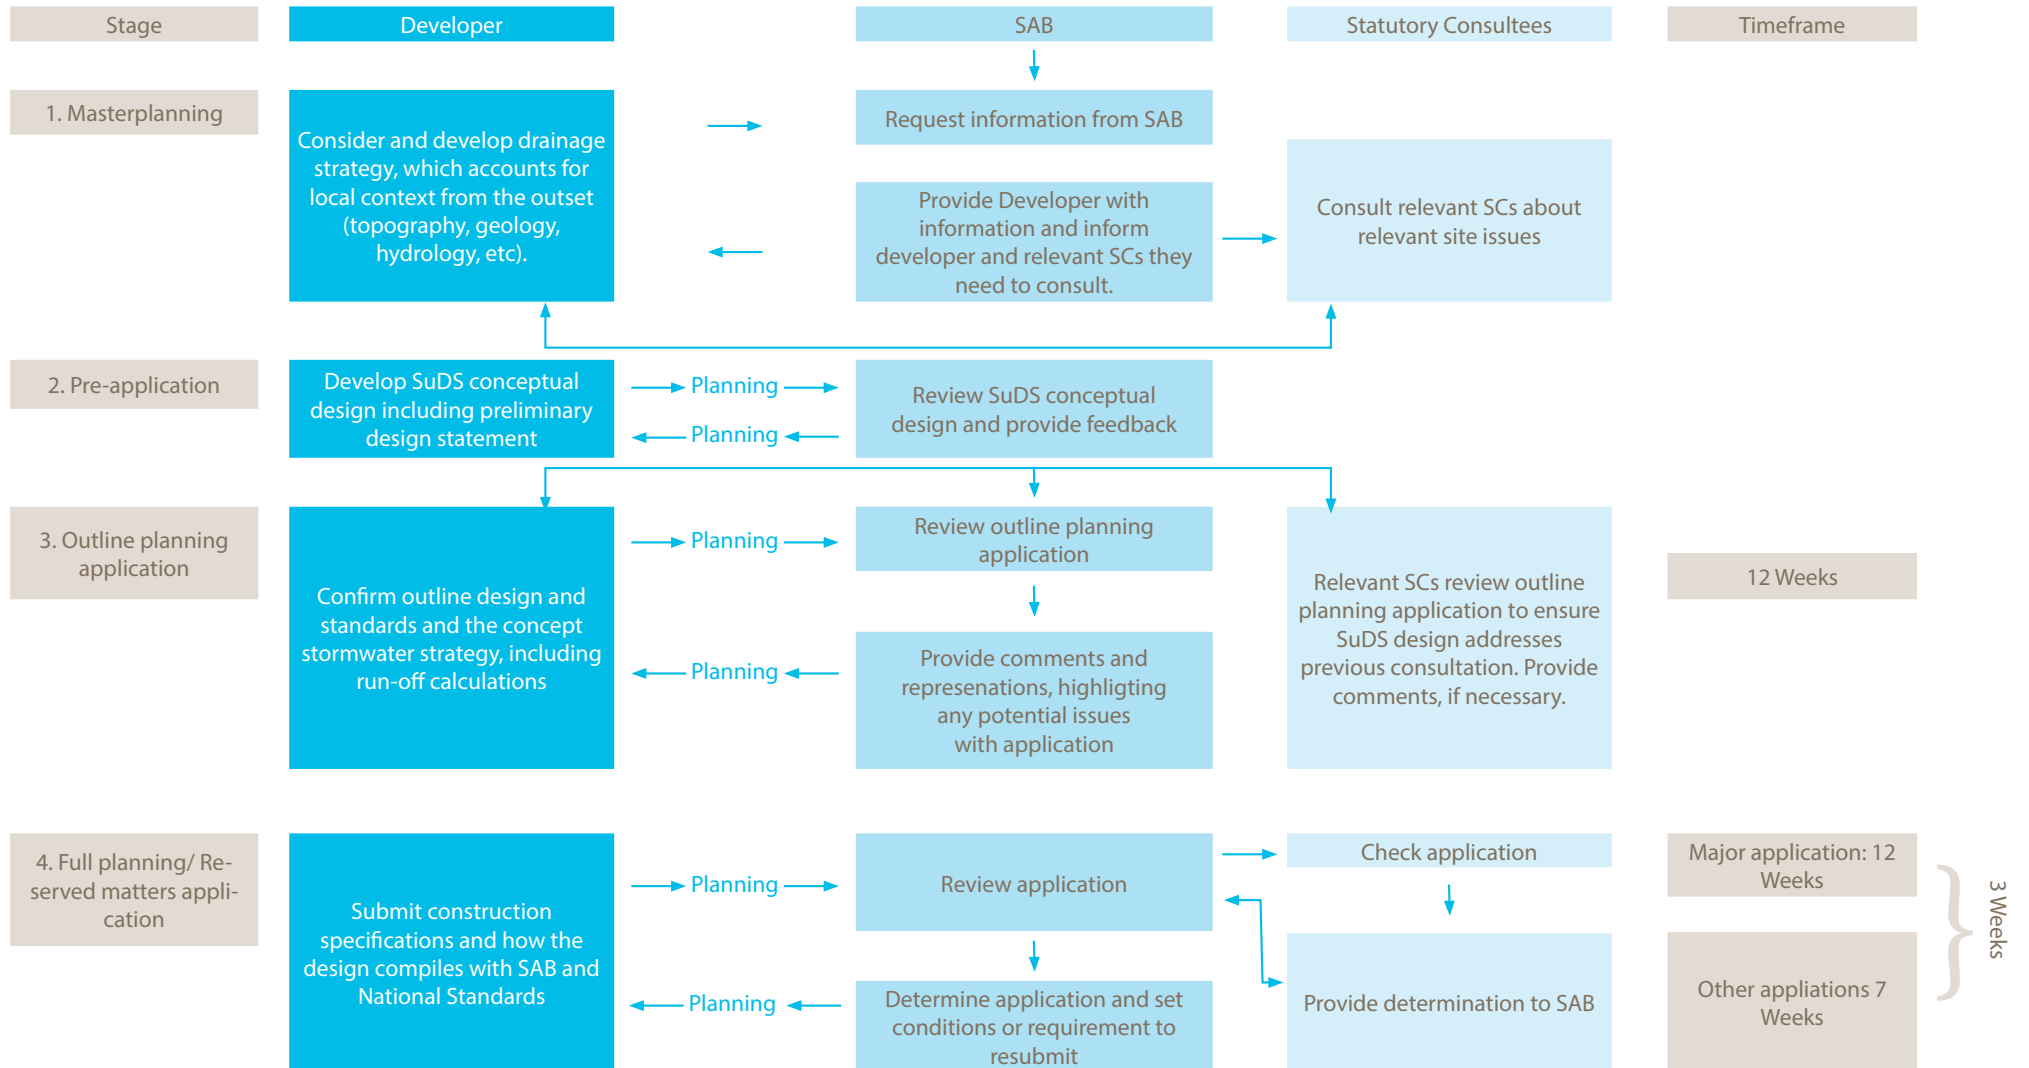 Stage
Developer
SAB
Statutory Consultees
Timeframe
1. Masterplanning
Consider and develop drainage
strategy, which accounts for
local context from the outset
(topography, geology,
hydrology, etc).
Request information from SAB
Provide Developer with
information and inform
developer and relevant SCs they
need to consult.
Consult relevant SCs about
relevant site issues
2. Pre-application
Develop SuDS conceptual
design including preliminary
design statement
Planning
Planning
Review SuDS conceptual
design and provide feedback
3. Outline planning
application
Confirm outline design and
standards and the concept
stormwater strategy, including
run-off calculations
Planning
Planning
Review outline planning
application
Provide comments and
represenations, highligting
any potential issues
with application
Relevant SCs review outline
planning application to ensure
SuDS design addresses
previous consultation. Provide
comments, if necessary.
12 Weeks
4. Full planning/ Re-
served matters appli-
cation
Submit construction
specifications and how the
design compiles with SAB and
National Standards
Planning
Planning
Review application
Determine application and set
conditions or requirement to
resubmit
Check application
Provide determination to SAB
Major application: 12
Weeks
Other appliations 7
Weeks
3 Weeks